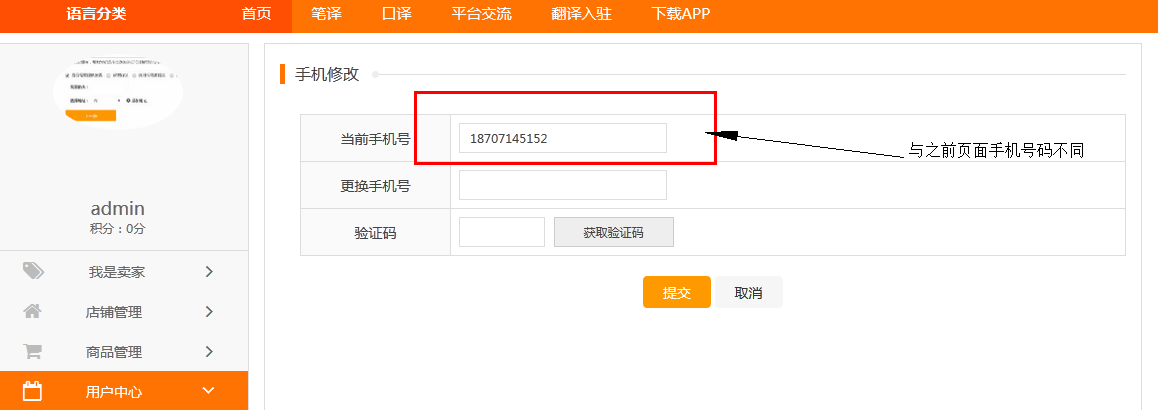 语言分类 首页 笔译 口译 平台交流 翻译入驻 下载APP
手机修改
当前手机号 18707145152
与之前页面手机号码不同
更换手机号
验证码 获取验证码
提交 取消
admin
积分：0分
我是卖家
店铺管理
商品管理
用户中心